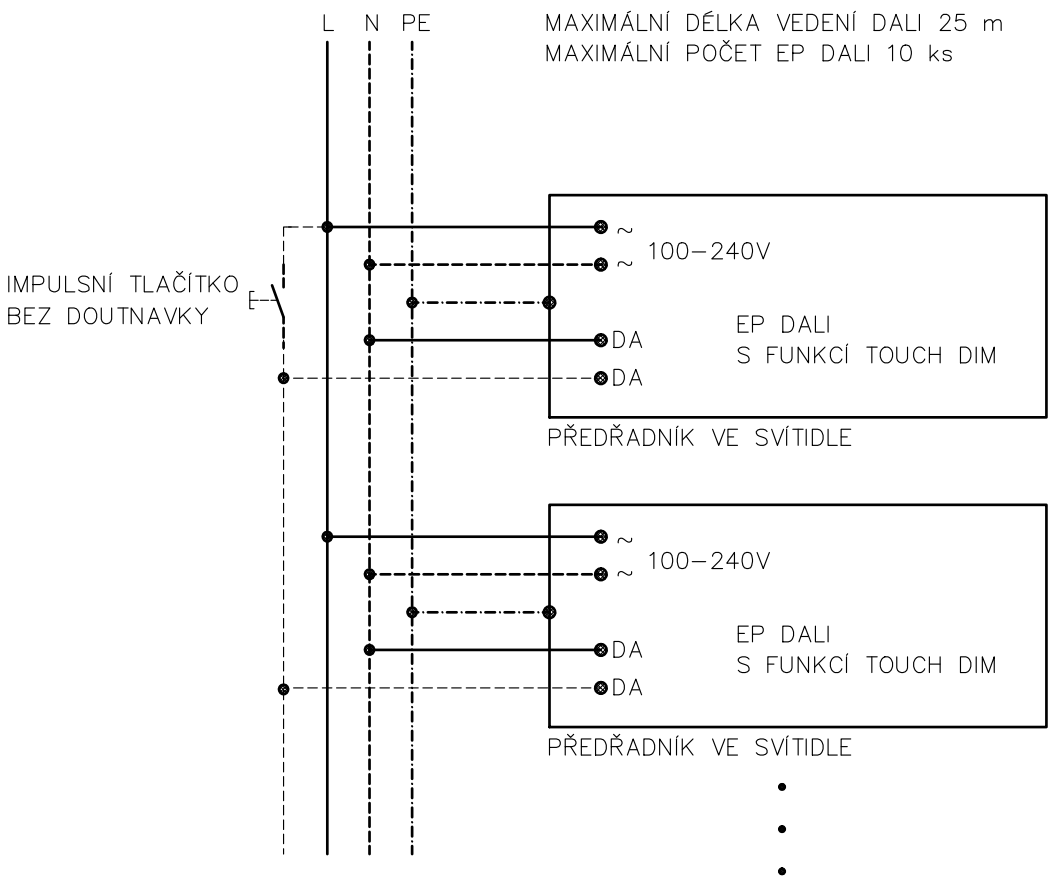 L N PE
MAXIMÁLNÍ DÉLKA VEDENÍ DALI 25 m
MAXIMÁLNÍ POČET EP DALI 10 ks
~
100-240V
~
IMPULSNÍ TLAČÍTKO
BEZ DOUTNAVKY
EP DALI
DA
S FUNKCÍ TOUCH DIM
DA
PŘEDŘADNÍK VE SVÍTIDLE
~
100-240V
~
EP DALI
DA
S FUNKCÍ TOUCH DIM
DA
PŘEDŘADNÍK VE SVÍTIDLE